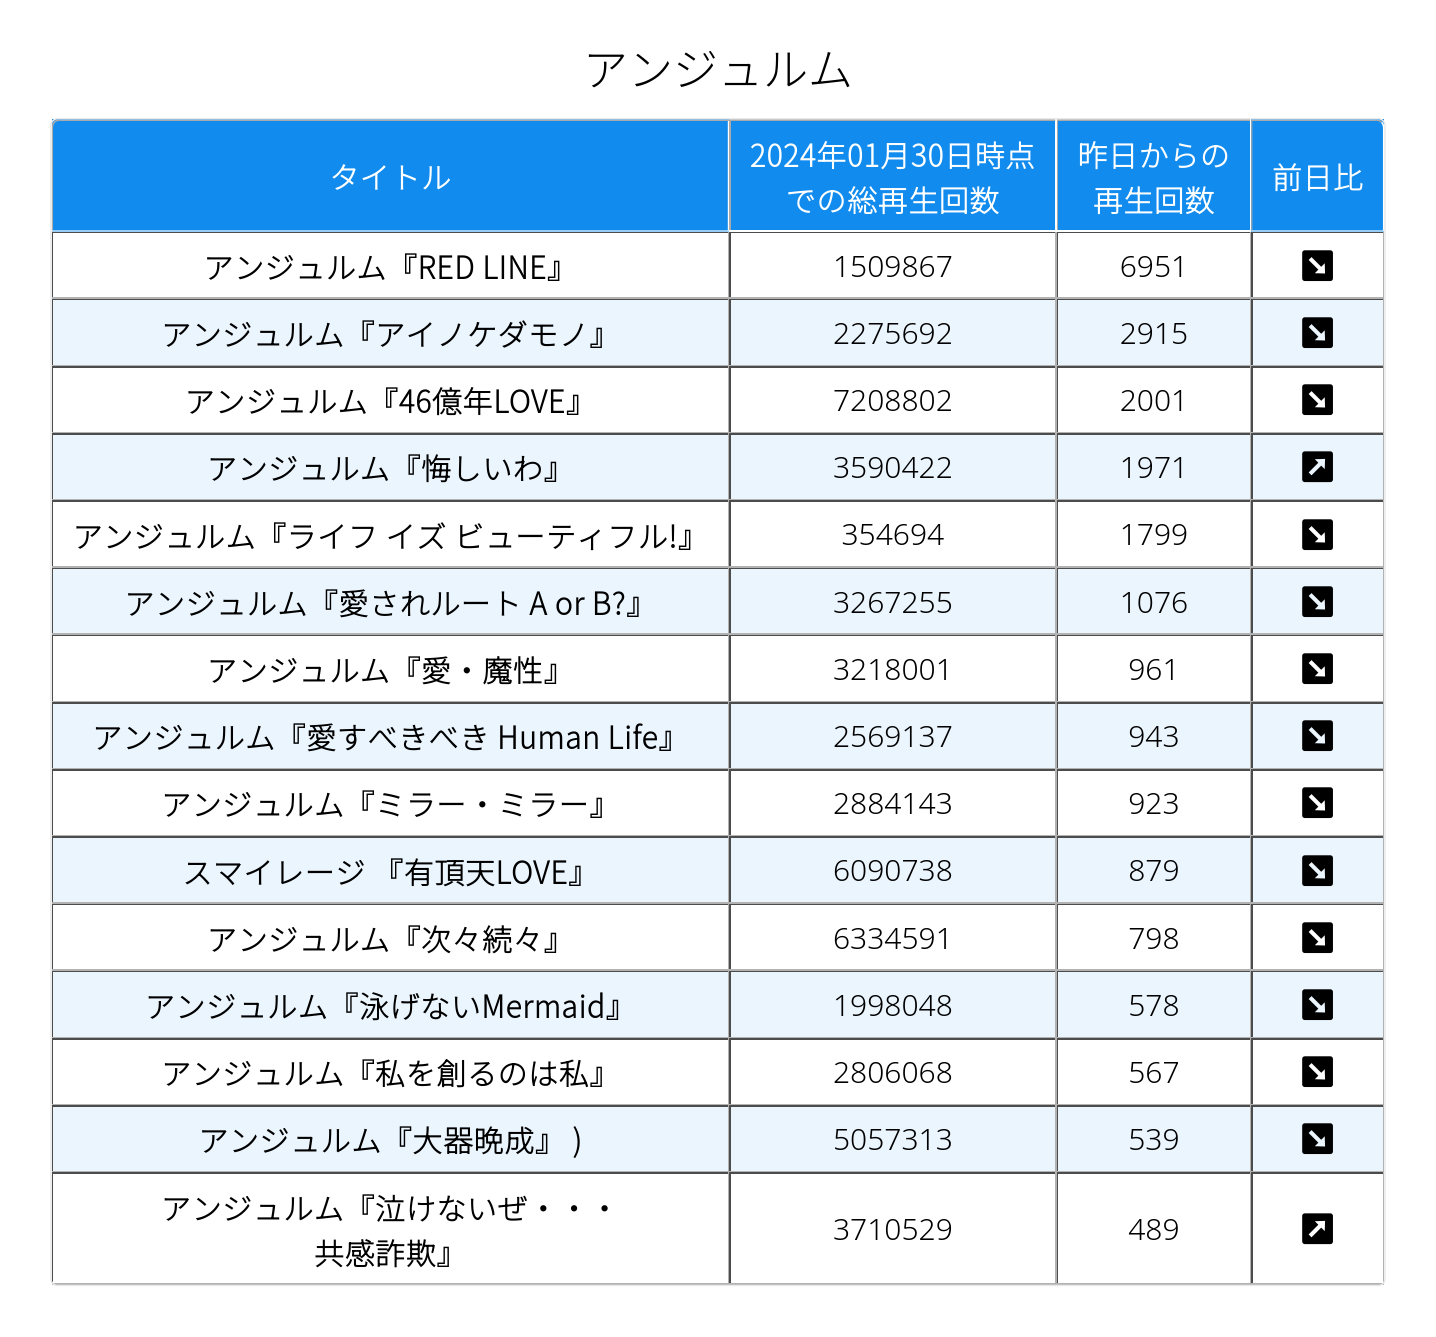 アンジュルム
タイトル
2024年01月30日時点
での総再生回数
昨日からの
再生回数
前日比
アンジュルム『RED LINE』 1509867 6951 ↘
アンジュルム『アイノケダモノ』 2275692 2915 ↘
アンジュルム『46億年LOVE』 7208802 2001 ↘
アンジュルム『悔しいわ』 3590422 1971 ↗
アンジュルム『ライフ イズ ビューティフル!』 354694 1799 ↘
アンジュルム『愛されルート A or B?』 3267255 1076 ↘
アンジュルム『愛・魔性』 3218001 961 ↘
アンジュルム『愛すべきべき Human Life』 2569137 943 ↘
アンジュルム『ミラー・ミラー』 2884143 923 ↘
スマイレージ 『有頂天LOVE』 6090738 879 ↘
アンジュルム『次々続々』 6334591 798 ↘
アンジュルム『泳げないMermaid』 1998048 578 ↘
アンジュルム『私を創るのは私』 2806068 567 ↘
アンジュルム『大器晩成』 ) 5057313 539 ↘
アンジュルム『泣けないぜ・・・
共感詐欺』 3710529 489 ↗